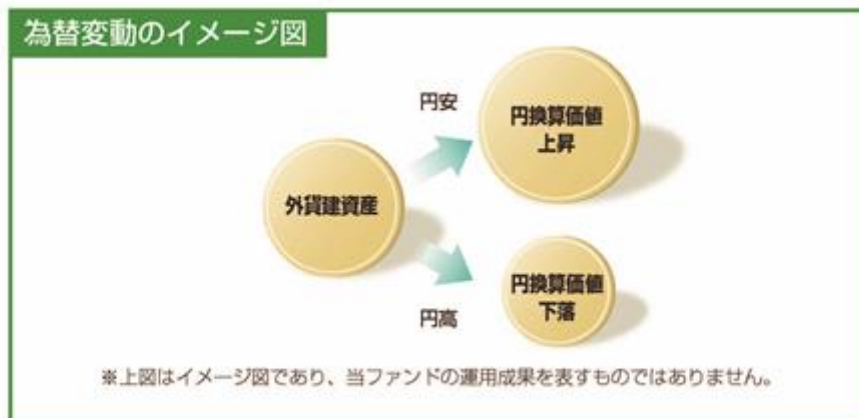 為替変動のイメージ図
円安
円換算価値
上昇
外貨建資産
円換算価値
下落
円高
※上図はイメージ図であり、当ファンドの運用成果を表すものではありません。